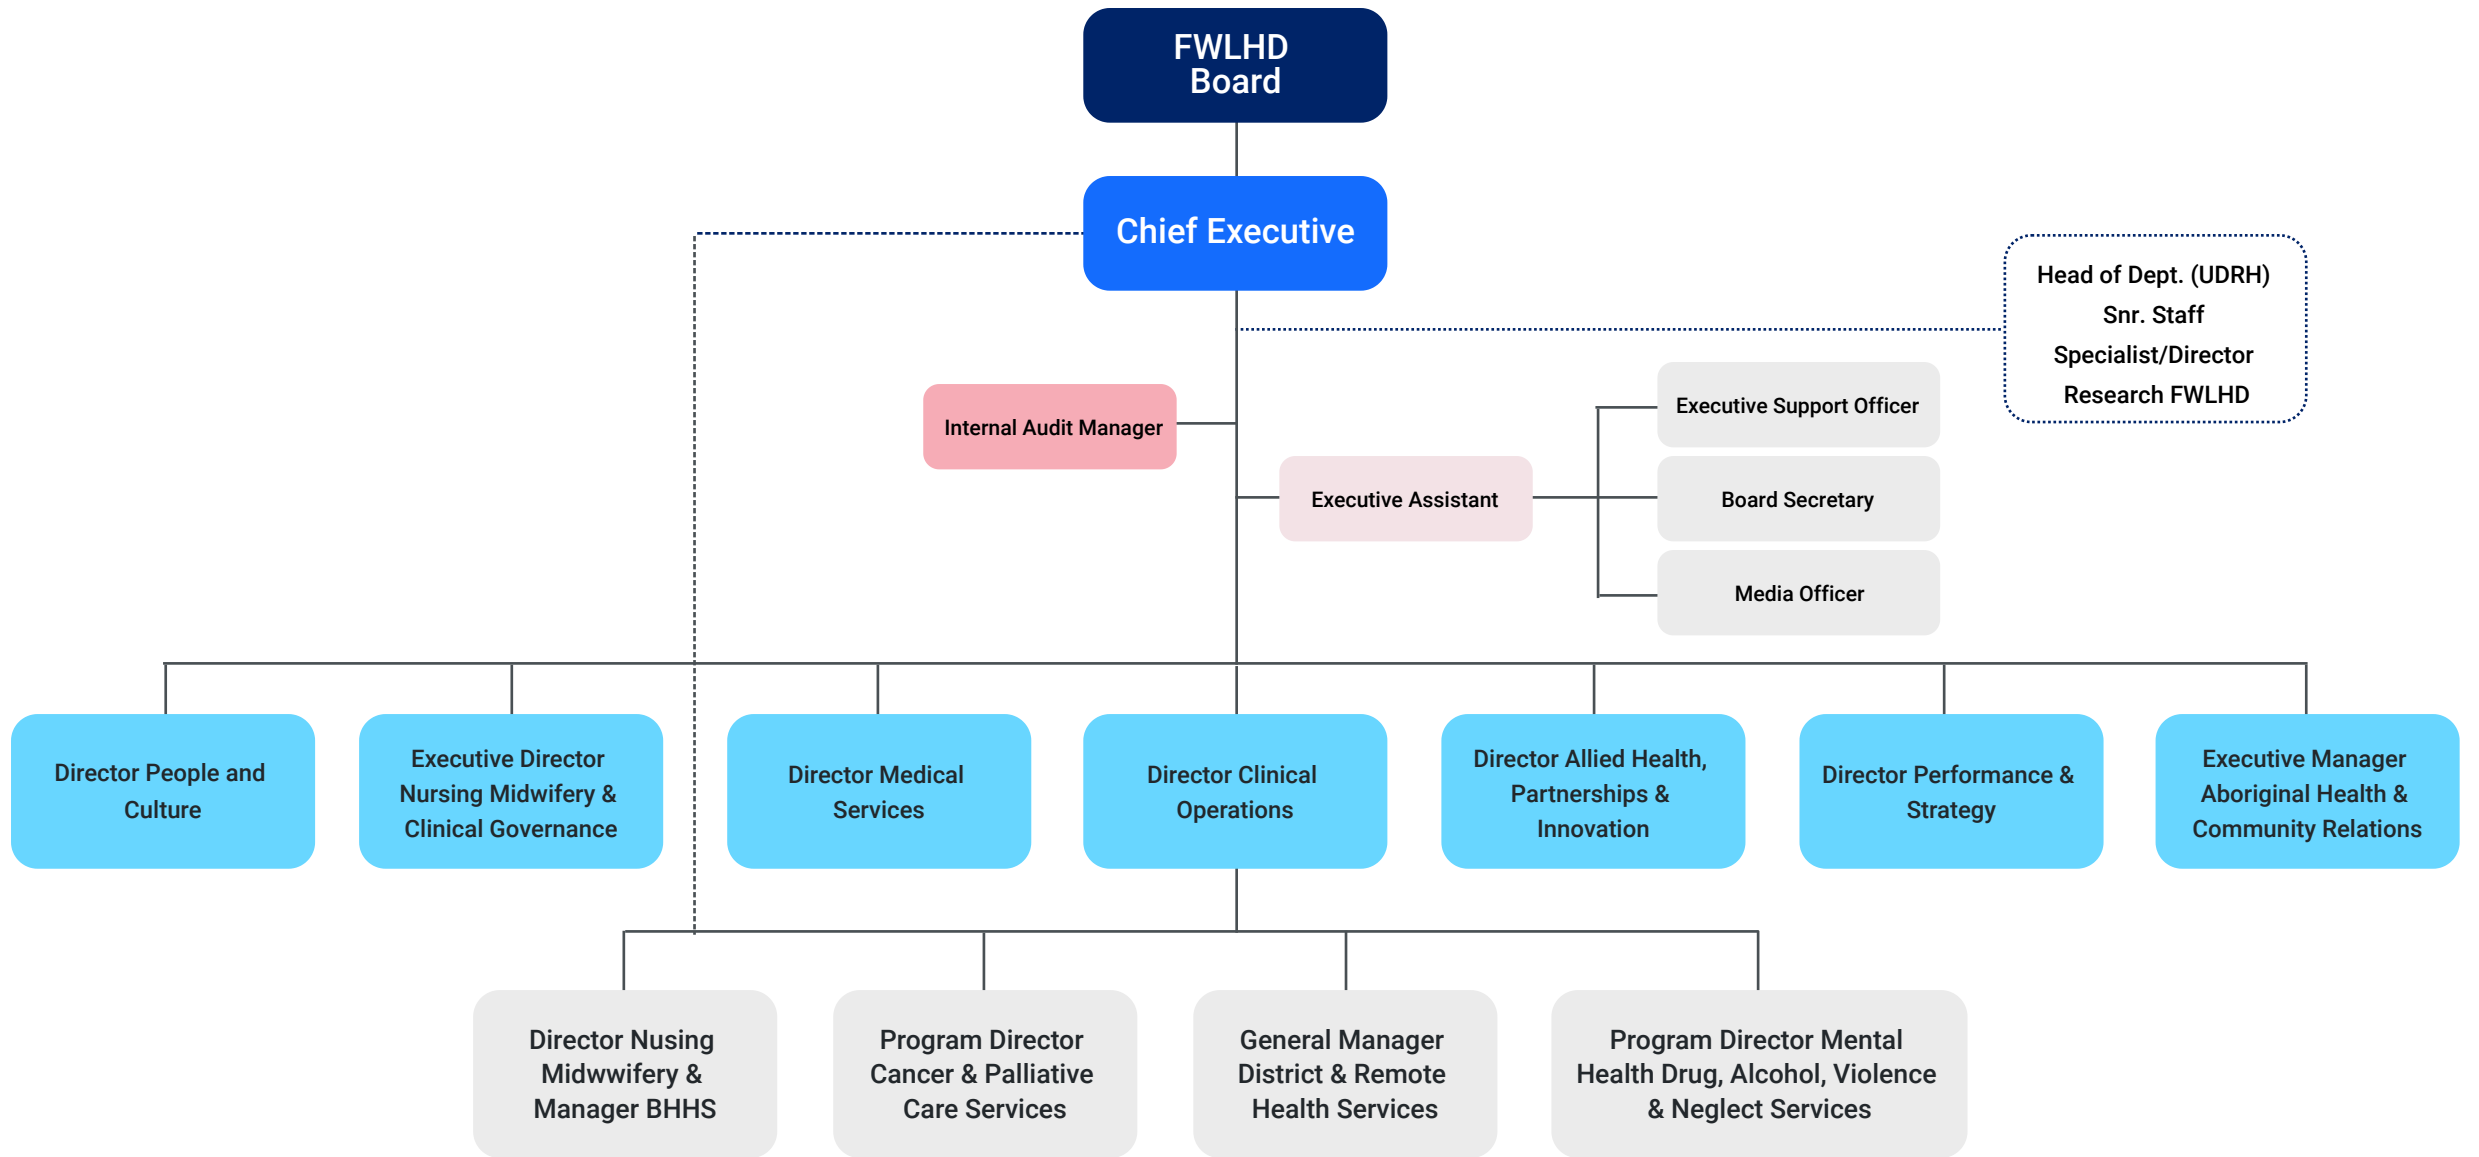 FWLHD
Board
Chief Executive
Head of Dept. (UDRH)
Snr. Staff
Specialist/Director
Research FWLHD
Internal Audit Manager
Executive Assistant
Executive Support Officer
Board Secretary
Media Officer
Director People and
Culture
Executive Director
Nursing Midwifery &
Clinical Governance
Director Medical
Services
Director Clinical
Operations
Director Allied Health,
Partnerships &
Innovation
Director Performance &
Strategy
Executive Manager
Aboriginal Health &
Community Relations
Director Nusing
Midwwifery &
Manager BHHS
Program Director
Cancer & Palliative
Care Services
General Manager
District & Remote
Health Services
Program Director Mental
Health Drug, Alcohol, Violence
& Neglect Services